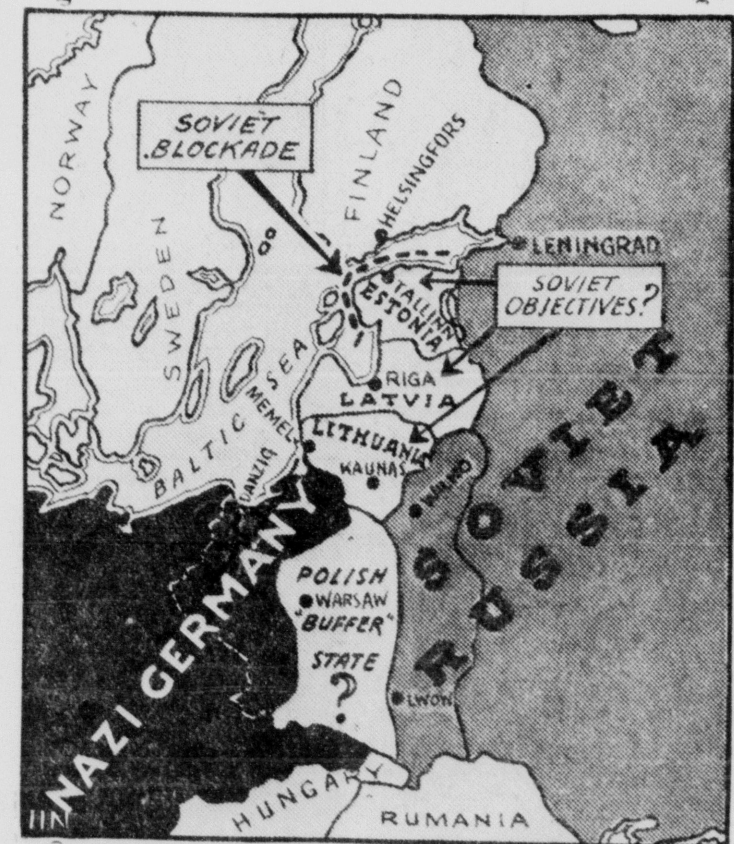 NORWAY
SWEDEN
FINLAND
SOVIET
BLOCKADE
HELSINGFORS
LENINGRAD
TALLINN
ESTONIA
SOVIET
OBJECTIVES?
RIGA
LATVIA
BALTIC SEA
MEMEL
LITHUANIA
KAUNAS
DANZIG
WILNO
SOVIET
RUSSIA
NAZI GERMANY
POLISH
WARSAW
"BUFFER"
STATE
?
LWOW
HUNGARY
RUMANIA